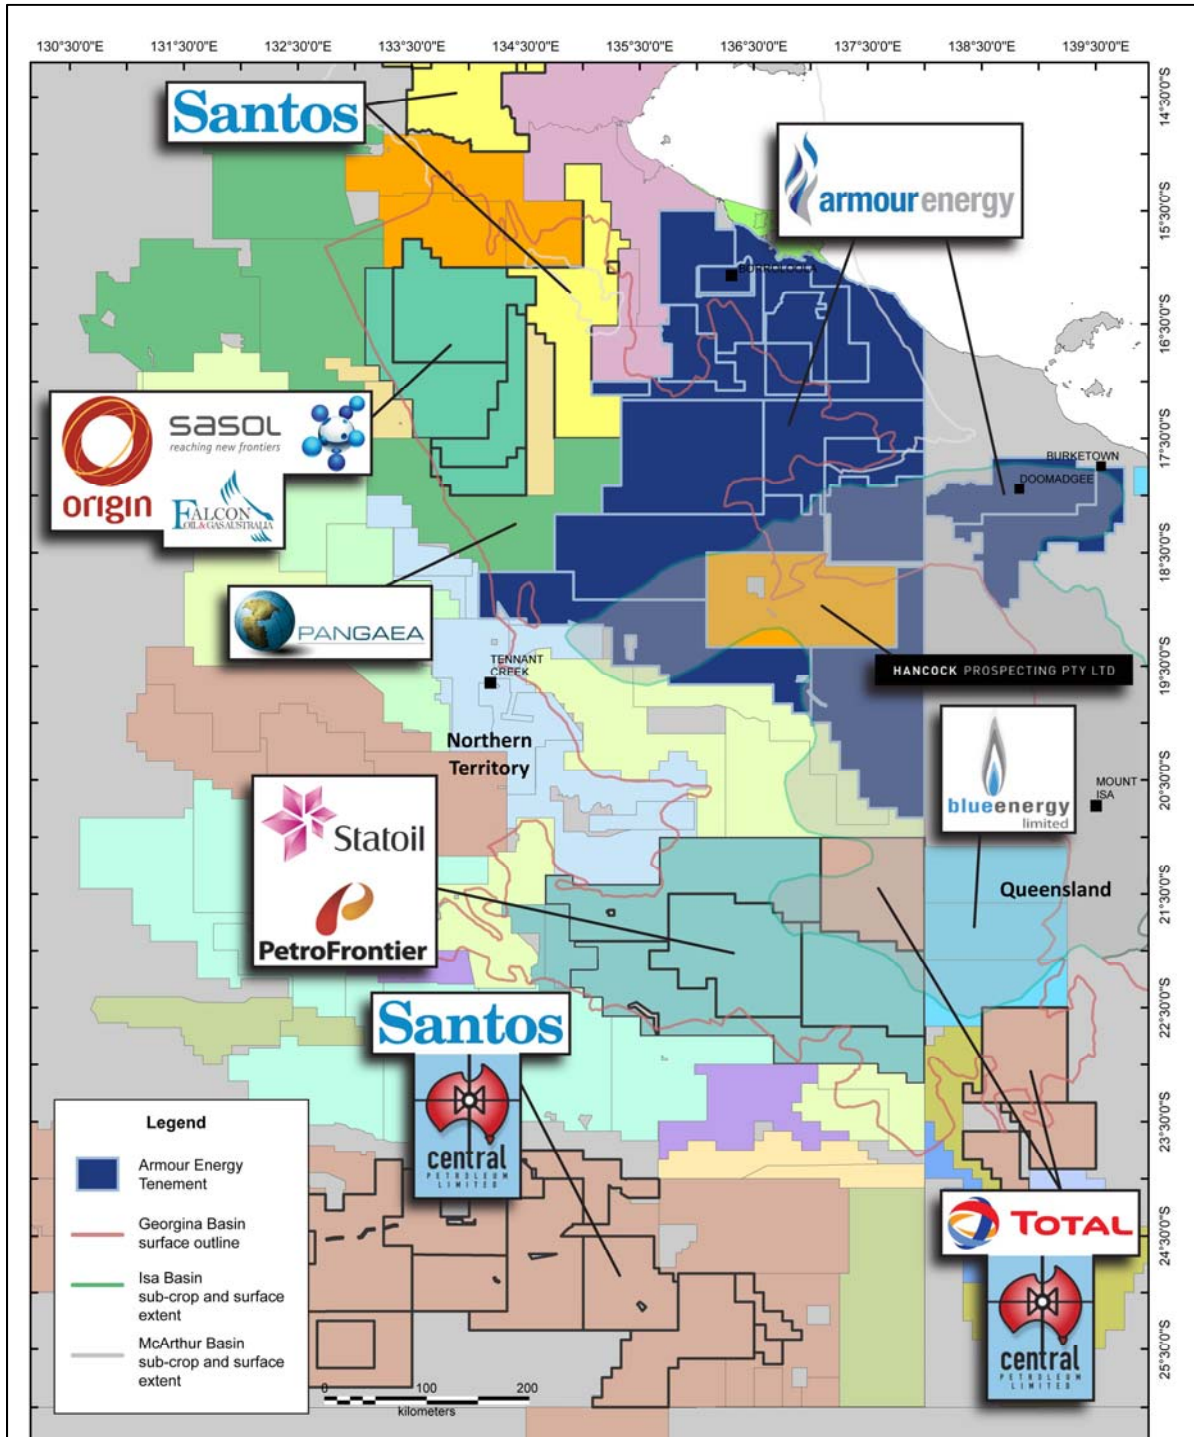 130°30'0"E 131°30'0"E 132°30'0"E 133°30'0"E 134°30'0"E 135°30'0"E 136°30'0"E 137°30'0"E 138°30'0"E 139°30'0"E
14°30'0"S
15°30'0"S
16°30'0"S
17°30'0"S
18°30'0"S
19°30'0"S
20°30'0"S
21°30'0"S
22°30'0"S
23°30'0"S
24°30'0"S
25°30'0"S
Santos
armourenergy
BORROLOOLA
origin
sasol
reaching new frontiers
FALCON
OIL & GAS AUSTRALIA
BURKETOWN
DOOMADGEE
PANGAEA
HANCOCK PROSPECTING PTY LTD
TENNANT
CREEK
Northern
Territory
blueenergy
limited
MOUNT
ISA
Statoil
PetroFrontier
Queensland
Santos
central
PETROLEUM
LIMITED
TOTAL
central
PETROLEUM
LIMITED
Legend
Armour Energy
Tenement
Georgina Basin
surface outline
Isa Basin
sub-crop and surface
extent
McArthur Basin
sub-crop and surface
extent
0 100 200
kilometers